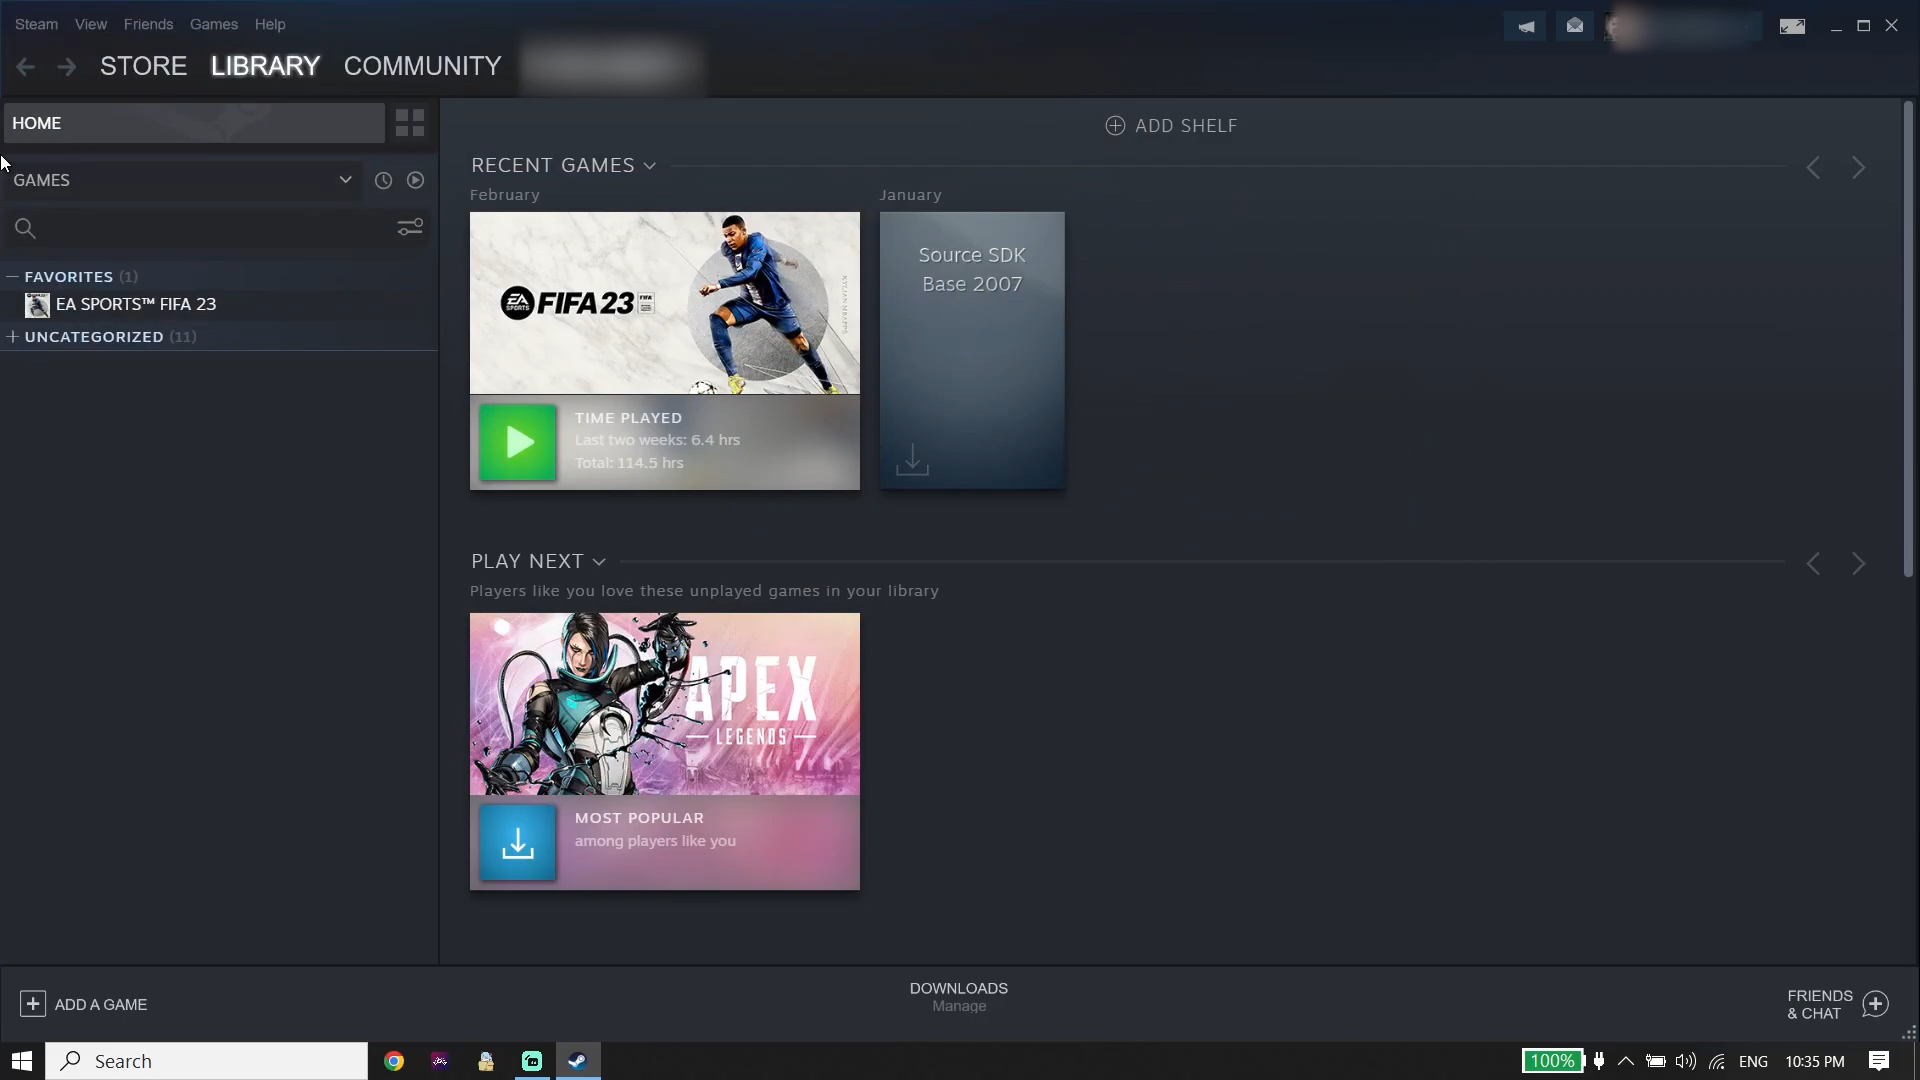 Steam View Friends Games Help
STORE LIBRARY COMMUNITY
HOME
GAMES
FAVORITES (1)
EA SPORTS™ FIFA 23
UNCATEGORIZED (11)
ADD SHELF
RECENT GAMES
February
January
EA SPORTS FIFA 23 FIFA
KYLIAN MBAPPÉ
Source SDK
Base 2007
TIME PLAYED
Last two weeks: 6.4 hrs
Total: 114.5 hrs
PLAY NEXT
Players like you love these unplayed games in your library
APEX
LEGENDS
MOST POPULAR
among players like you
ADD A GAME
DOWNLOADS
Manage
FRIENDS
& CHAT
Search
100%
ENG
10:35 PM